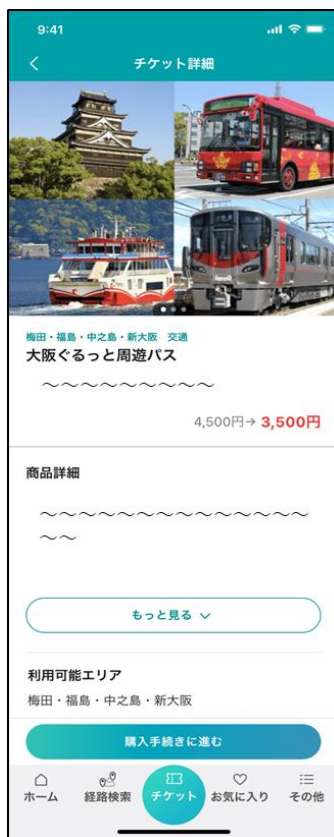 9:41
チケット詳細
梅田・福島・中之島・新大阪 交通
大阪ぐるっと周遊パス
〜〜〜〜〜〜〜〜〜
4,500円→ 3,500円
商品詳細
〜〜〜〜〜〜〜〜〜〜〜〜〜〜
〜〜
もっと見る
利用可能エリア
梅田・福島・中之島・新大阪
購入手続きに進む
ホーム 経路検索 チケット お気に入り その他